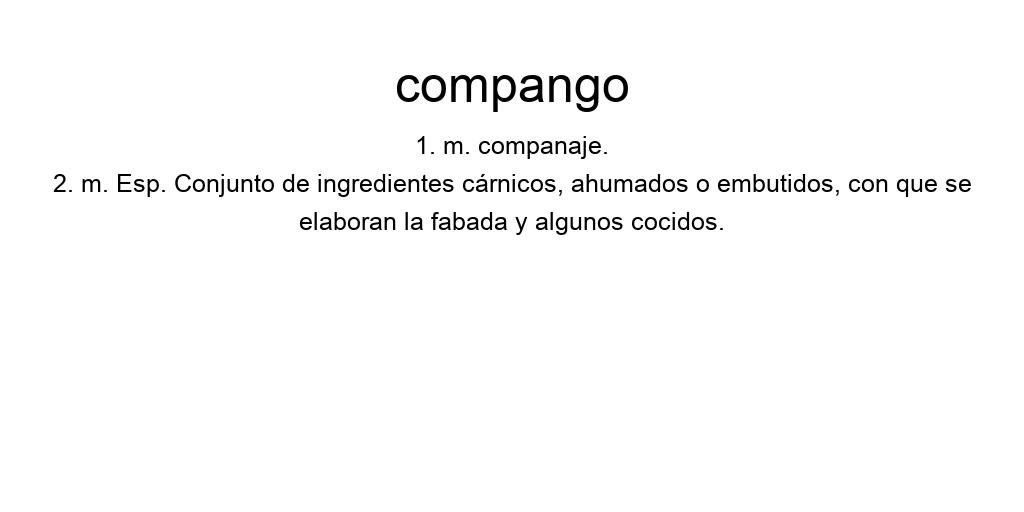 compango
1. m. companaje.
2. m. Esp. Conjunto de ingredientes cárnicos, ahumados o embutidos, con que se
elaboran la fabada y algunos cocidos.